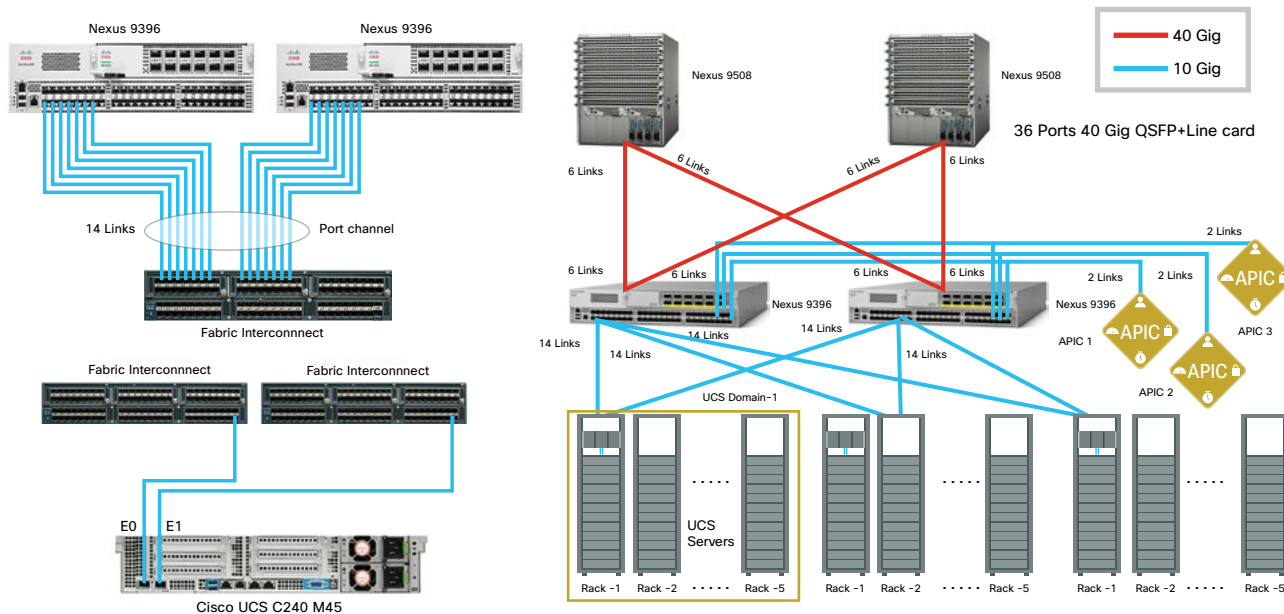 Nexus 9396
Nexus 9396
14 Links
Port channel
Fabric Interconnnect
Fabric Interconnnect
Fabric Interconnnect
E0
E1
Cisco UCS C240 M45
40 Gig
10 Gig
Nexus 9508
Nexus 9508
36 Ports 40 Gig QSFP+Line card
6 Links
6 Links
6 Links
6 Links
2 Links
6 Links
6 Links
6 Links
6 Links
2 Links
2 Links
Nexus 9396
Nexus 9396
APIC
APIC
APIC
APIC 1
APIC 2
APIC 3
14 Links
14 Links
14 Links
14 Links
14 Links
14 Links
UCS Domain-1
UCS
Servers
Rack -1
Rack -2
Rack -5
Rack -1
Rack -2
Rack -5
Rack -1
Rack -2
Rack -5